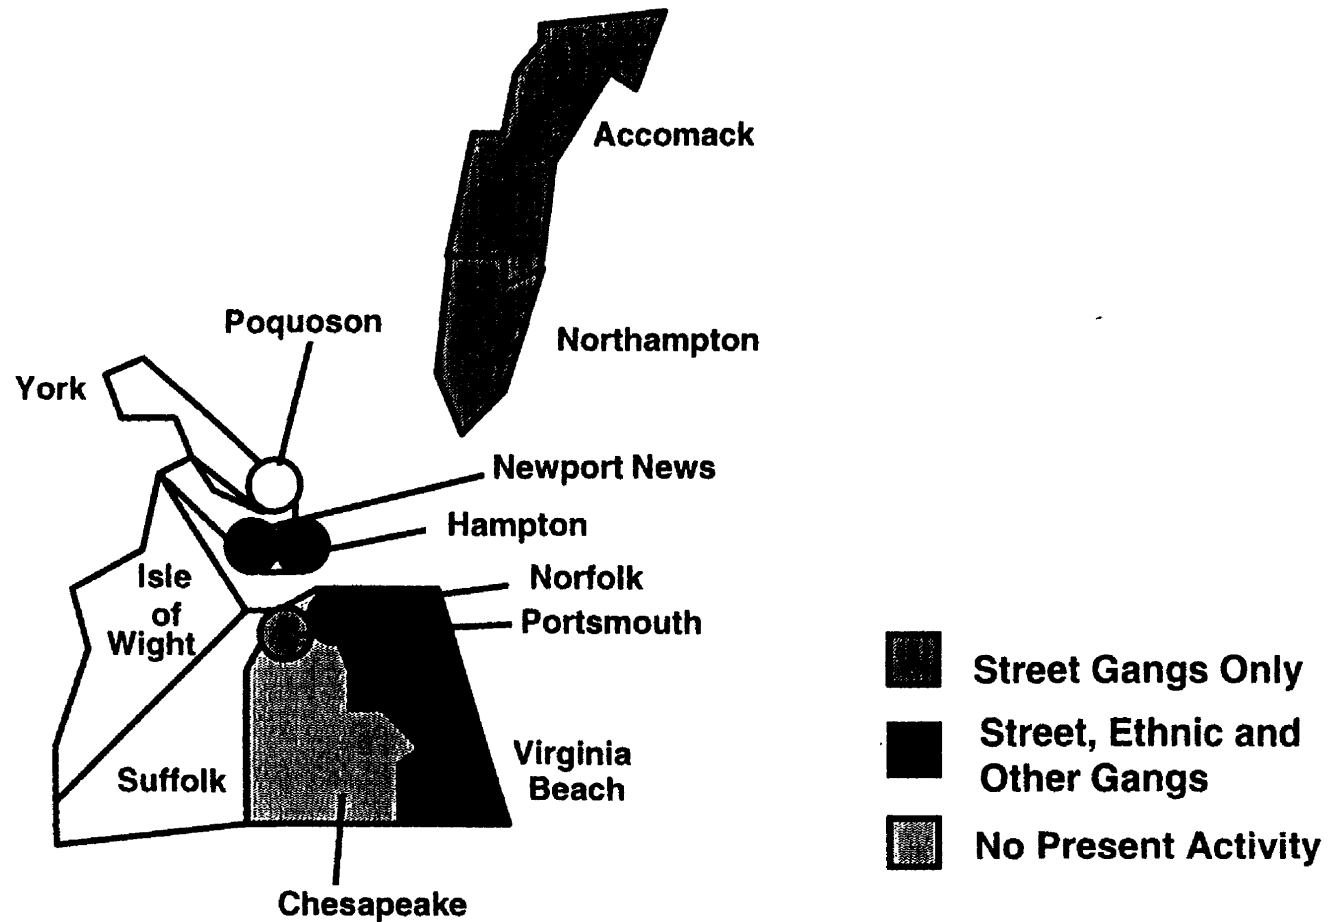 Accomack
Northampton
Poquoson
York
Newport News
Hampton
Norfolk
Portsmouth
Isle
of
Wight
Suffolk
Virginia
Beach
Chesapeake
Street Gangs Only
Street, Ethnic and
Other Gangs
No Present Activity